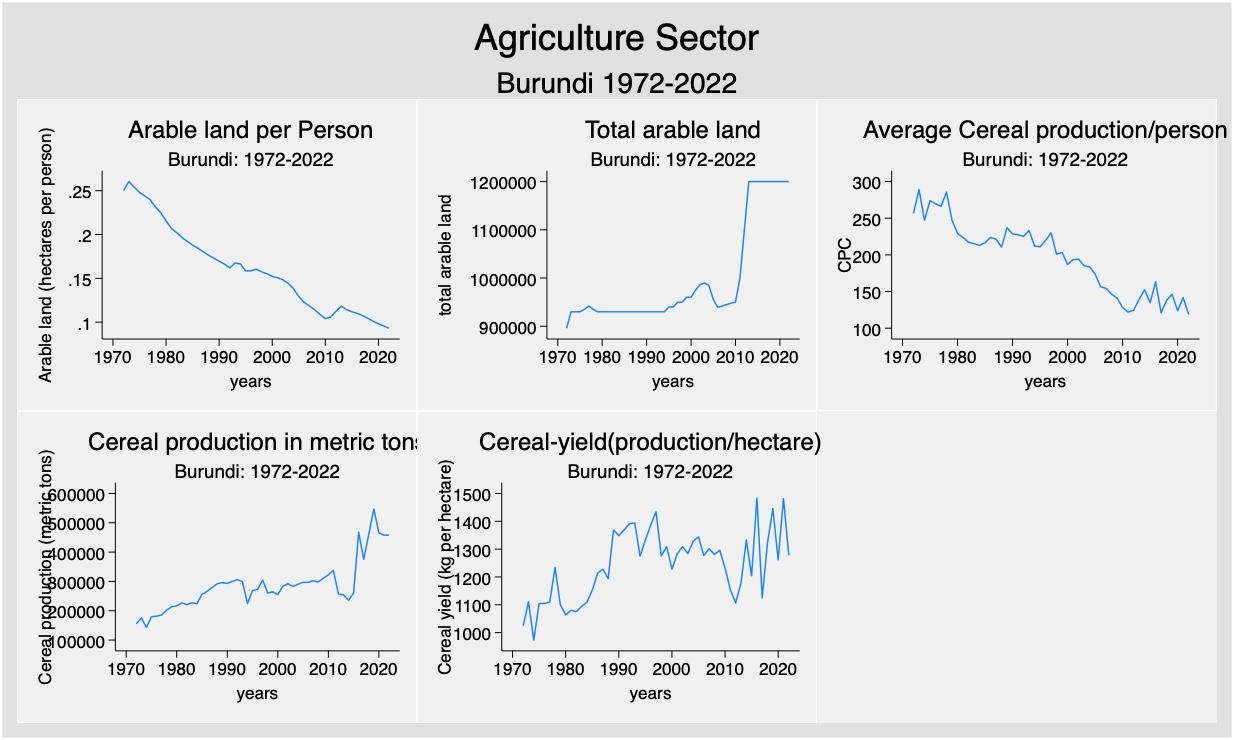 Agriculture Sector
Burundi 1972-2022
Arable land per Person
Burundi: 1972-2022
Arable land (hectares per person)
.25
.2
.15
.1
1970 1980 1990 2000 2010 2020
years
Total arable land
Burundi: 1972-2022
total arable land
1200000
1100000
1000000
900000
1970 1980 1990 2000 2010 2020
years
Average Cereal production/person
Burundi: 1972-2022
CPC
300
250
200
150
100
1970 1980 1990 2000 2010 2020
years
Cereal production in metric tons
Burundi: 1972-2022
Cereal production (metric tons)
600000
500000
400000
300000
200000
100000
1970 1980 1990 2000 2010 2020
years
Cereal-yield(production/hectare)
Burundi: 1972-2022
Cereal yield (kg per hectare)
1500
1400
1300
1200
1100
1000
1970 1980 1990 2000 2010 2020
years